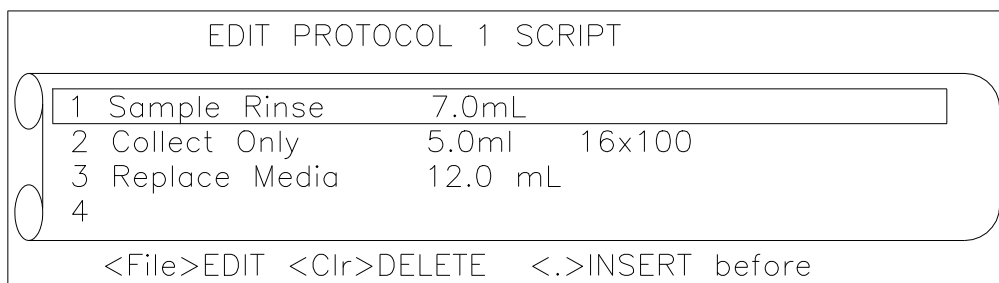 EDIT PROTOCOL 1 SCRIPT
1 Sample Rinse 7.0mL
2 Collect Only 5.0ml 16x100
3 Replace Media 12.0 mL
4
<File>EDIT <Clr>DELETE <.>INSERT before